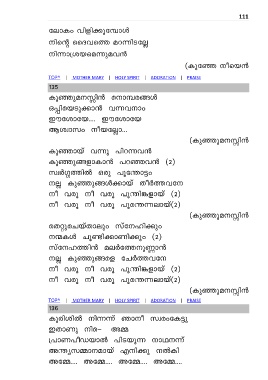 111
ലോകം വിളിക്കുമ്പോൾ
നിന്റെ ദൈവത്തെ മറന്നിടല്ലേ
നിന്നാശ്രയമെന്നുമവൻ
(കുഞ്ഞേ നീയെൻ
TOP↑ | MOTHER MARY | HOLY SPIRIT | ADORATION | PRAISE
135
കുഞ്ഞുമനസ്സിൻ നൊമ്പരങ്ങൾ
ഒപ്പിയെടുക്കാൻ വന്നവനാം
ഈശോയേ.... ഈശോയേ
ആശ്വാസം നീയല്ലോ...
(കുഞ്ഞുമനസ്സിൻ
കുഞ്ഞായ് വന്നു പിറന്നവൻ
കുഞ്ഞുങ്ങളാകാൻ പറഞ്ഞവൻ (2)
സ്വർഗ്ഗത്തിൽ ഒരു പൂന്തോട്ടം
നല്ല കുഞ്ഞുങ്ങൾക്കായ് തീർത്തവനേ
നീ വരൂ നീ വരൂ പൂന്തിങ്കളായ് (2)
നീ വരൂ നീ വരൂ പൂന്തെന്നലായ്(2)
(കുഞ്ഞുമനസ്സിൻ
തെറ്റുചെയ്താലും സ്നേഹിക്കും
നന്മകൾ ചൂണ്ടിക്കാണിക്കും (2)
സ്നേഹത്തിൻ മലർത്തേനുണ്ണാൻ
നല്ല കുഞ്ഞുങ്ങളേ ചേർത്തവനേ
നീ വരൂ നീ വരൂ പൂന്തിങ്കളായ് (2)
നീ വരൂ നീ വരൂ പൂന്തെന്നലായ്(2)
(കുഞ്ഞുമനസ്സിൻ
TOP↑ | MOTHER MARY | HOLY SPIRIT | ADORATION | PRAISE
136
കുരിശിൽ നിന്നന്ന് ഞാനീ സ്വരംകേട്ടു
ഇതാണു നി൯ അമ്മ
പ്രാണപീഡയാൽ പിടയുന്ന നാഥനന്ന്
അന്ത്യസമ്മാനമായ് എനിക്കു നൽകി
അമ്മേ.... അമ്മേ.... അമ്മേ.... അമ്മേ....